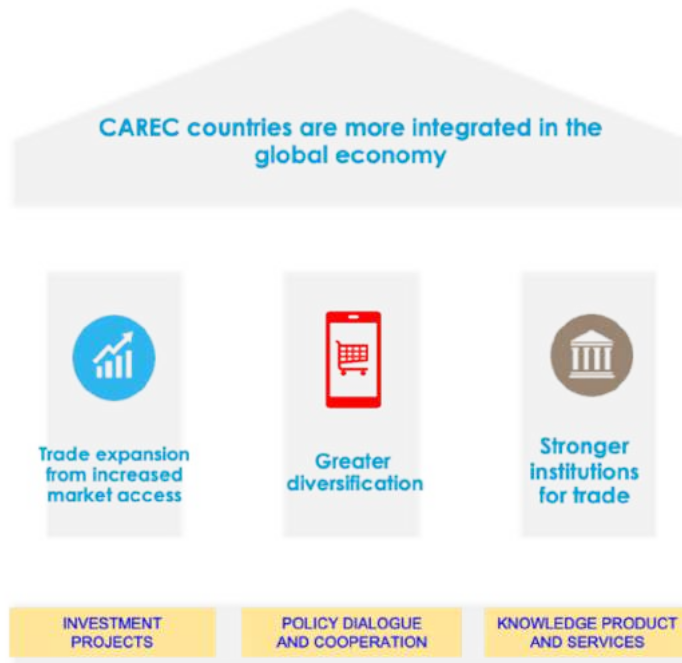 CAREC countries are more integrated in the
global economy
Trade expansion
from increased
market access
Greater
diversification
Stronger
institutions
for trade
INVESTMENT
PROJECTS
POLICY DIALOGUE
AND COOPERATION
KNOWLEDGE PRODUCT
AND SERVICES